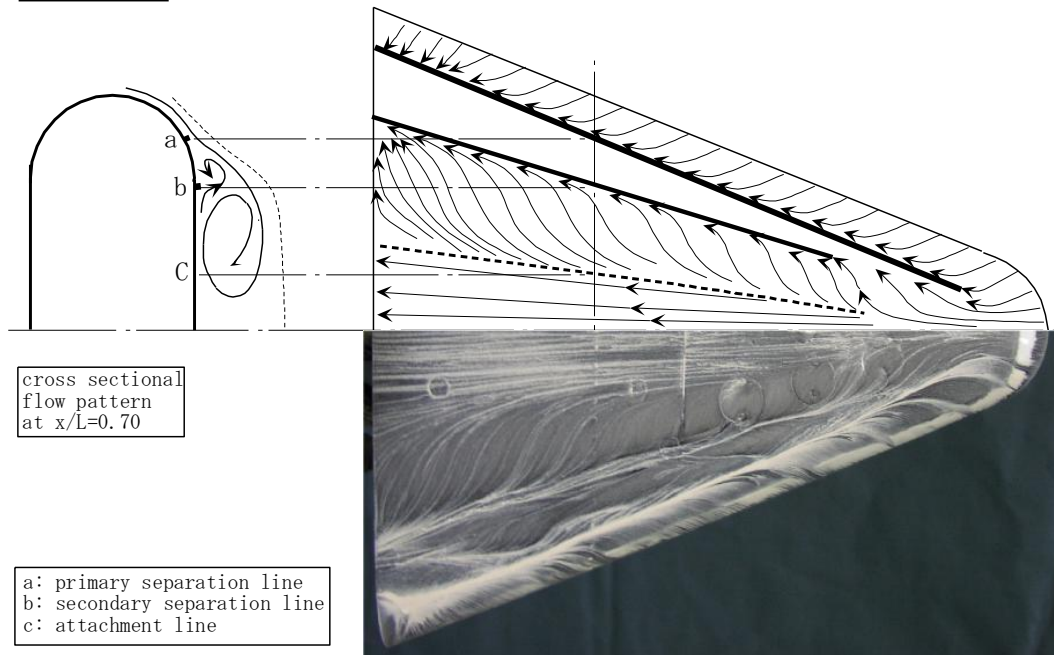 a
b
C
cross sectional
flow pattern
at x/L=0.70
a: primary separation line
b: secondary separation line
c: attachment line